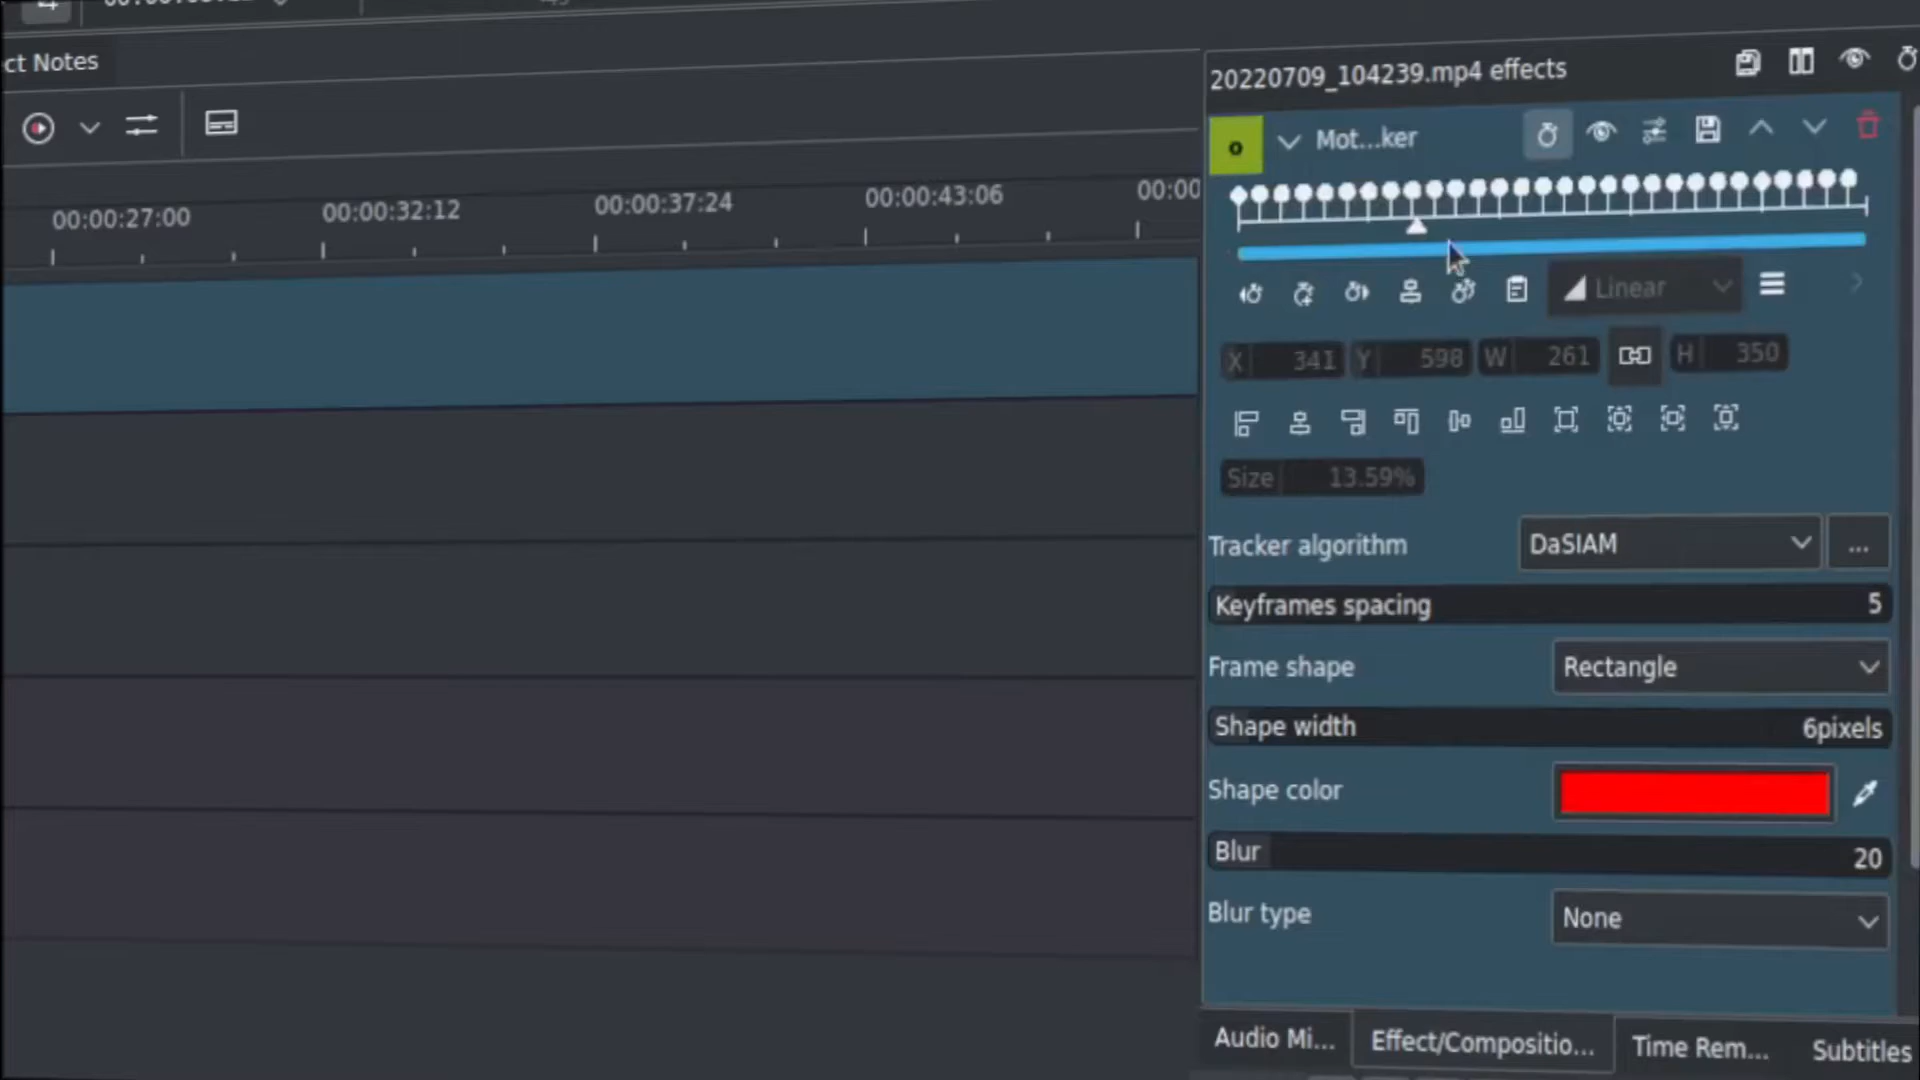 ct Notes
00:00:27:00 00:00:32:12 00:00:37:24 00:00:43:06 00:00
20220709_104239.mp4 effects
Mot...ker
Linear
X 341 Y 598 W 261 H 350
Size 13.59%
Tracker algorithm DaSIAM ...
Keyframes spacing 5
Frame shape Rectangle
Shape width 6pixels
Shape color
Blur 20
Blur type None
Audio Mi... Effect/Compositio... Time Rem... Subtitles